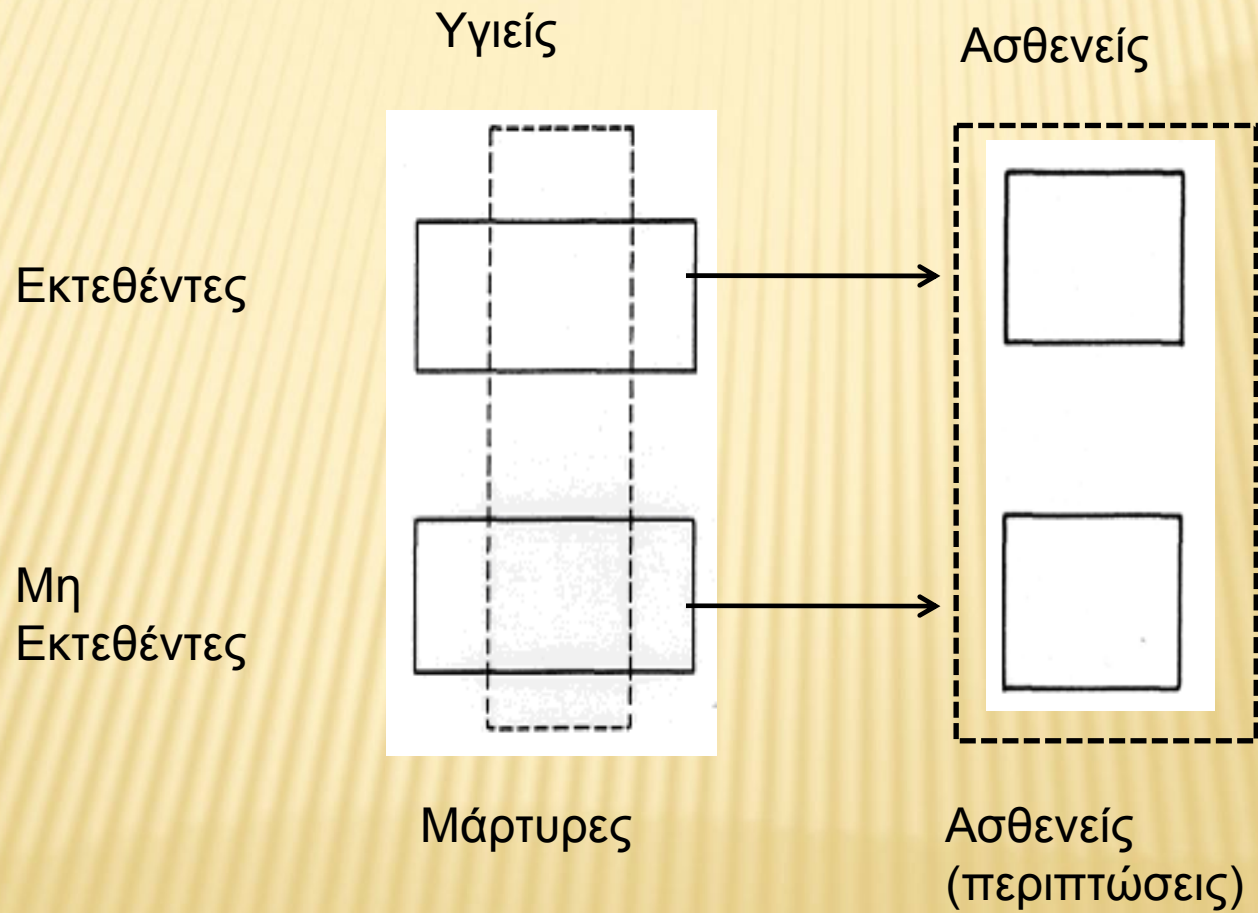 Υγιείς
Ασθενείς
Εκτεθέντες
Μη
Εκτεθέντες
Μάρτυρες
Ασθενείς
(περιπτώσεις)